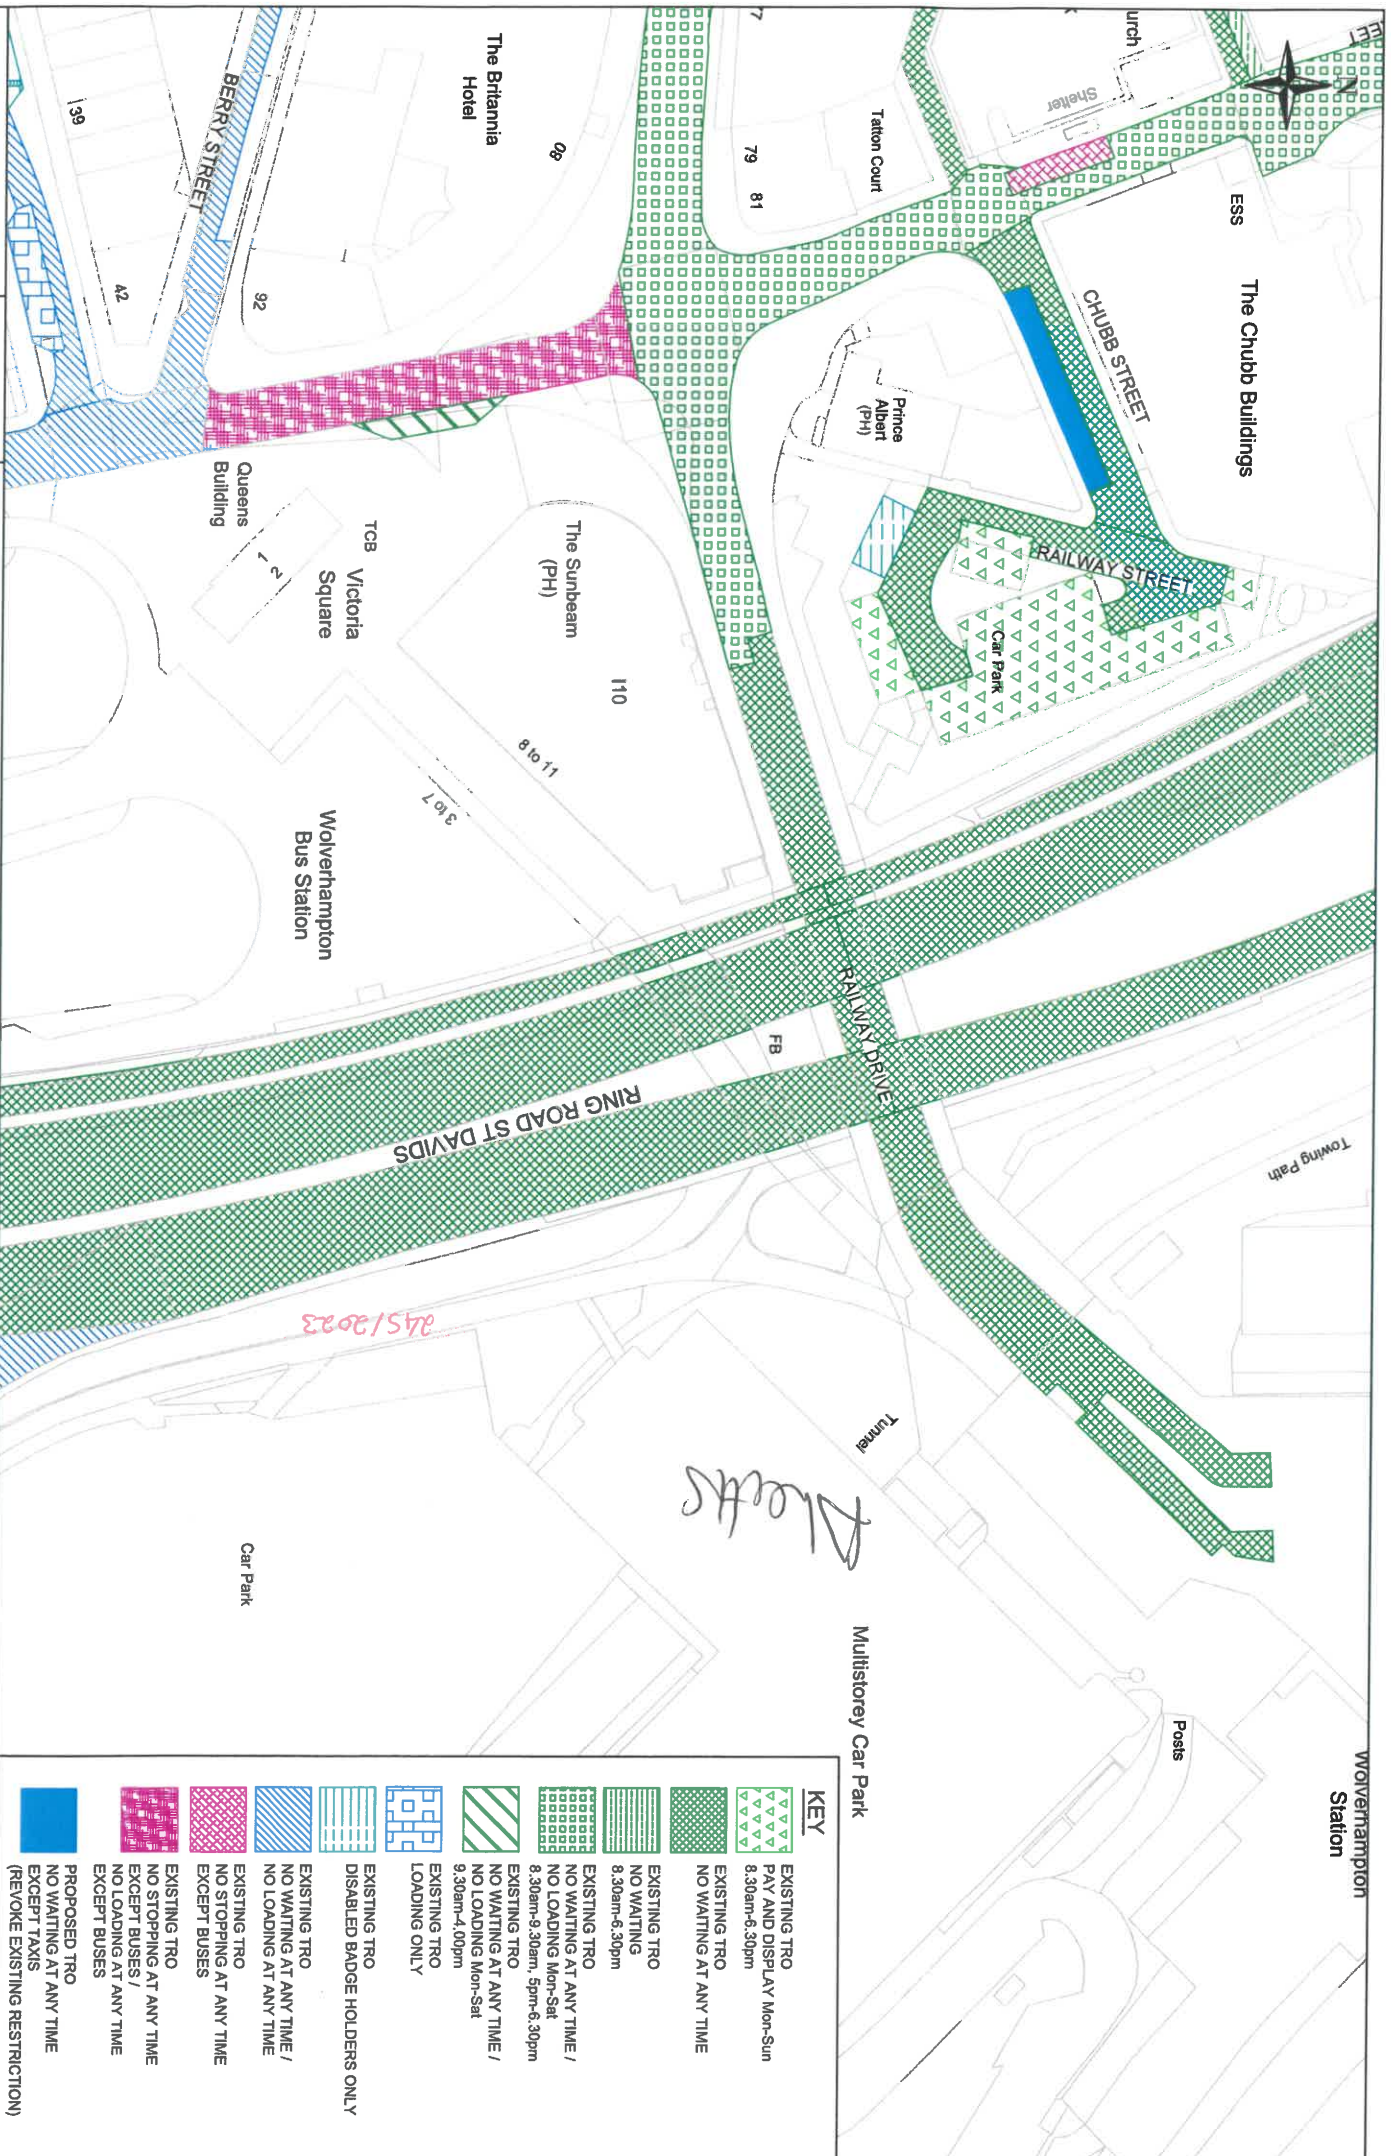 N
ESS
The Chubb Buildings
CHUBB STREET
urch
Shelter
Tatton Court
79
81
Prince
Albert
(PH)
RAILWAY STREET
Car Park
The Britannia
Hotel
80
BERRY STREET
39
42
92
Queens
Building
1
2
TCB
Victoria
Square
The Sunbeam
(PH)
110
8 to 11
3 to 7
Wolverhampton
Bus Station
FB
RAILWAY DRIVE
RING ROAD ST DAVIDS
Towing Path
245/2023
Tunnel
Car Park
Multistorey Car Park
Posts
Wolverhampton
Station
KEY
EXISTING TRO
PAY AND DISPLAY Mon-Sun
8.30am-6.30pm
EXISTING TRO
NO WAITING AT ANY TIME
EXISTING TRO
NO WAITING
8.30am-6.30pm
EXISTING TRO
NO WAITING AT ANY TIME /
NO LOADING Mon-Sat
8.30am-9.30am, 5pm-6.30pm
EXISTING TRO
NO WAITING AT ANY TIME /
NO LOADING Mon-Sat
9.30am-4.00pm
EXISTING TRO
LOADING ONLY
EXISTING TRO
DISABLED BADGE HOLDERS ONLY
EXISTING TRO
NO WAITING AT ANY TIME /
NO LOADING AT ANY TIME
EXISTING TRO
NO STOPPING AT ANY TIME
EXCEPT BUSES
EXISTING TRO
NO STOPPING AT ANY TIME
EXCEPT BUSES /
NO LOADING AT ANY TIME
EXCEPT BUSES
PROPOSED TRO
NO WAITING AT ANY TIME
EXCEPT TAXIS
(REVOKE EXISTING RESTRICTION)